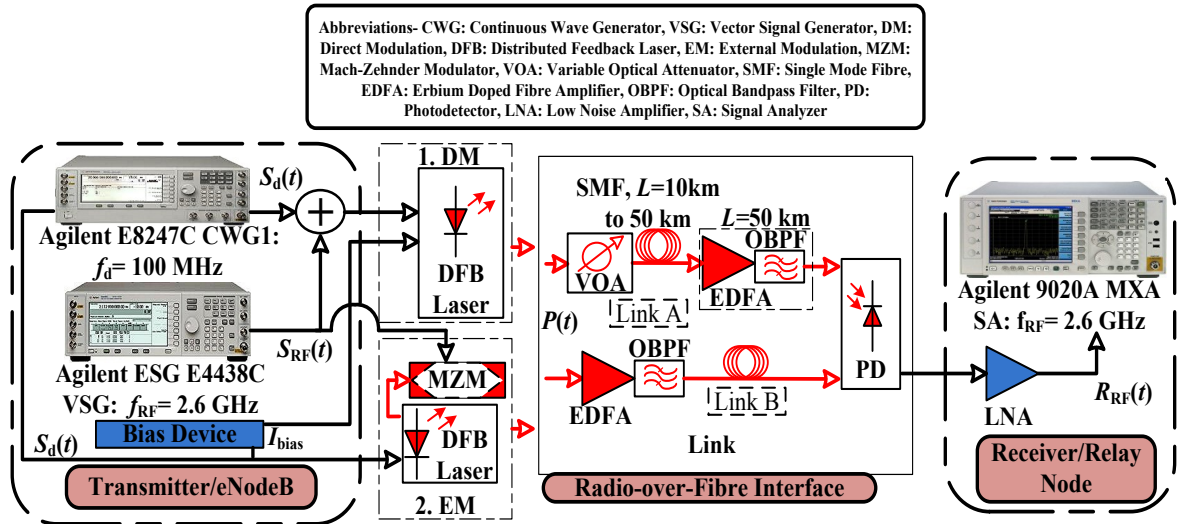 Abbreviations- CWG: Continuous Wave Generator, VSG: Vector Signal Generator, DM:
Direct Modulation, DFB: Distributed Feedback Laser, EM: External Modulation, MZM:
Mach-Zehnder Modulator, VOA: Variable Optical Attenuator, SMF: Single Mode Fibre,
EDFA: Erbium Doped Fibre Amplifier, OBPF: Optical Bandpass Filter, PD:
Photodetector, LNA: Low Noise Amplifier, SA: Signal Analyzer
Sd(t)
Agilent E8247C CWG1:
fd= 100 MHz
SRF(t)
Agilent ESG E4438C
VSG: fRF= 2.6 GHz
Bias Device
Ibias
Sd(t)
Transmitter/eNodeB
1. DM
DFB
Laser
MZM
DFB
Laser
2. EM
P(t)
SMF, L=10km
to 50 km
VOA
Link A
L=50 km
OBPF
EDFA
OBPF
EDFA
Link B
PD
Link
Radio-over-Fibre Interface
Agilent 9020A MXA
SA: fRF= 2.6 GHz
RRF(t)
LNA
Receiver/Relay
Node